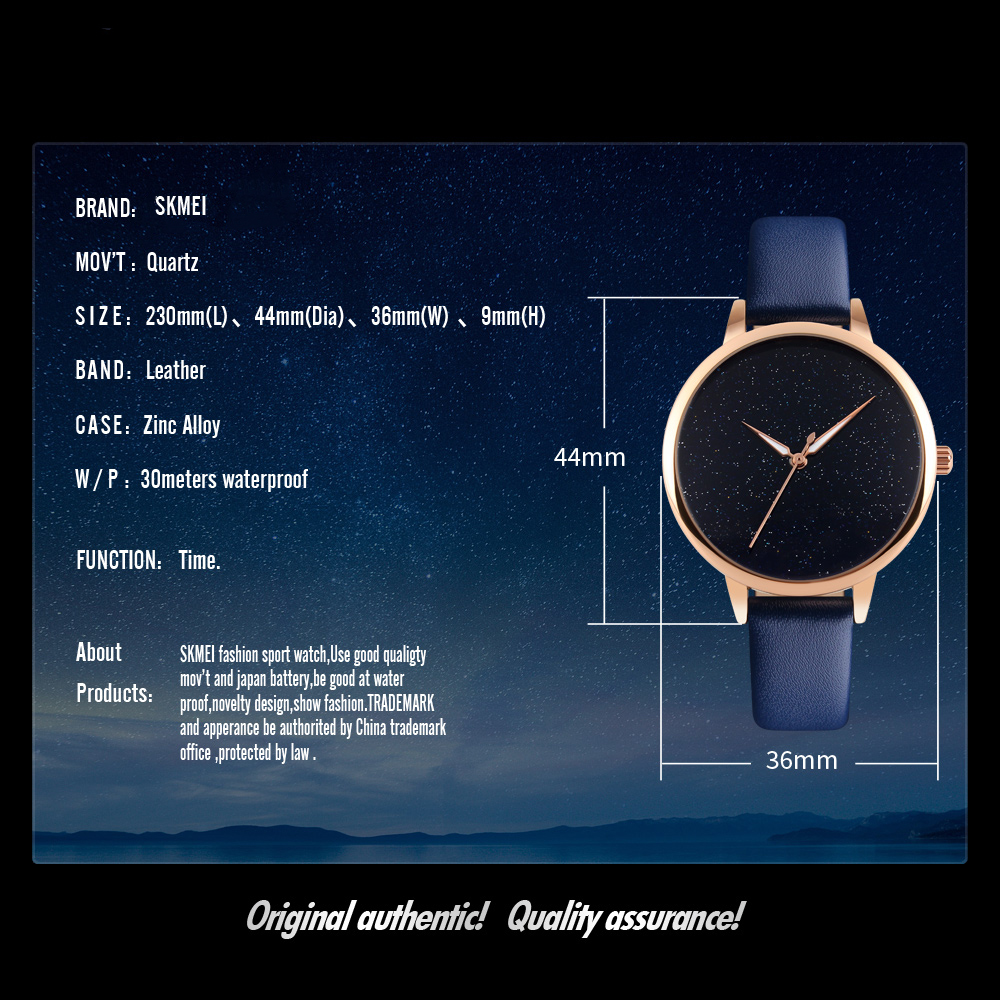 BRAND: SKMEI
MOV'T : Quartz
SIZE: 230mm(L)、44mm(Dia)、36mm(W) 、9mm(H)
BAND: Leather
CASE: Zinc Alloy
W/P : 30meters waterproof
FUNCTION: Time.
44mm
About
Products:
SKMEI fashion sport watch,Use good qualigty
mov't and japan battery,be good at water
proof,novelty design,show fashion.TRADEMARK
and apperance be authorited by China trademark
office ,protected by law .
36mm
Original authentic! Quality assurance!